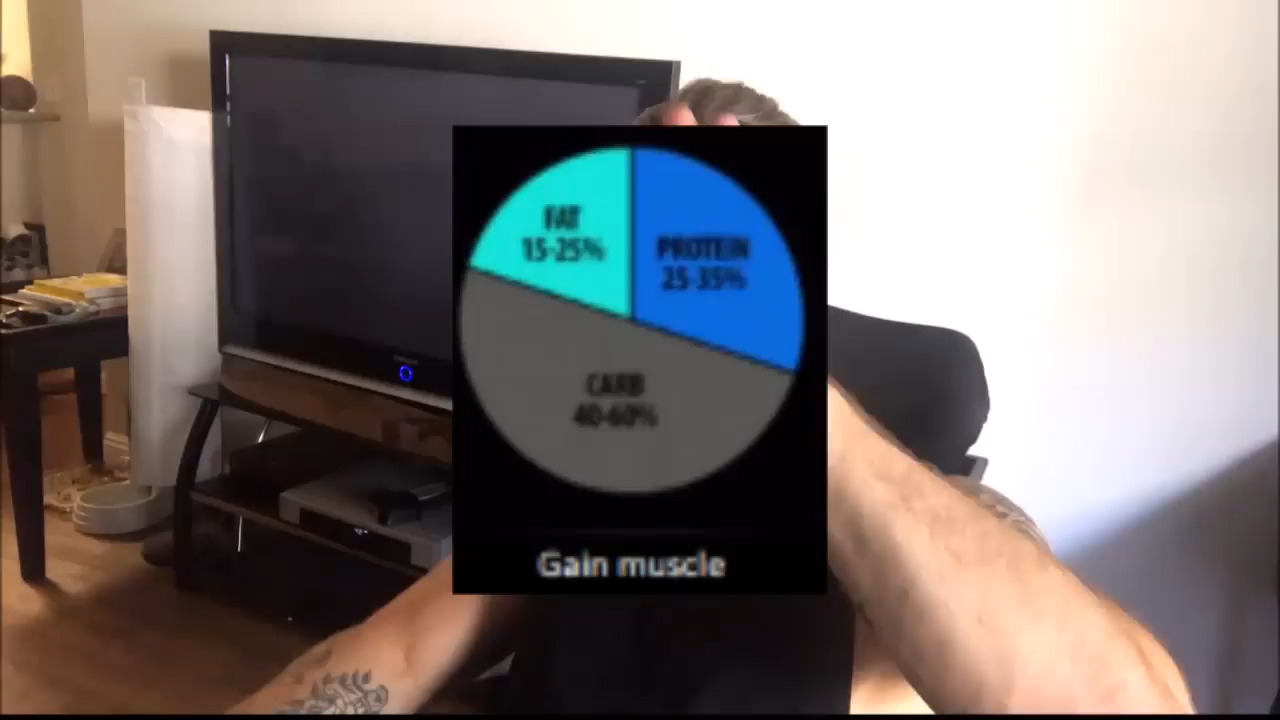 FAT
15-25%
PROTEIN
25-35%
CARB
40-60%
Gain muscle